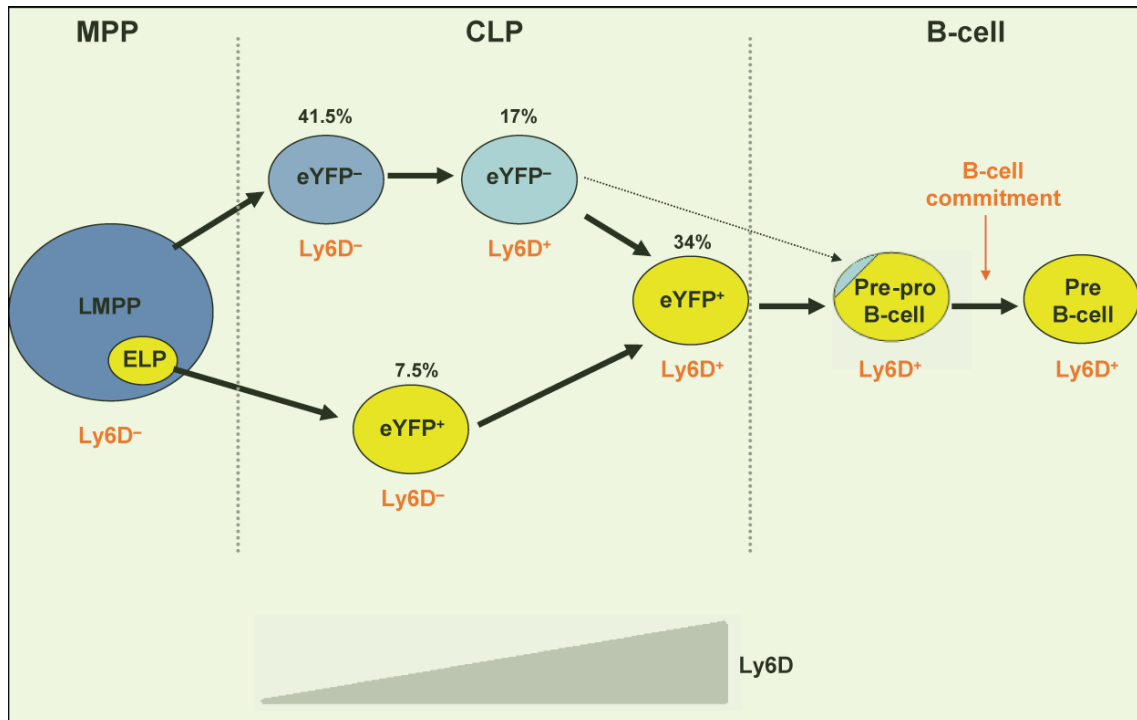 MPP
CLP
B-cell
41.5%
17%
eYFP⁻
eYFP⁻
Ly6D⁻
Ly6D⁺
B-cell
commitment
34%
eYFP⁺
Ly6D⁺
LMPP
ELP
Ly6D⁻
7.5%
eYFP⁺
Ly6D⁻
Pre-pro
B-cell
Ly6D⁺
Pre
B-cell
Ly6D⁺
Ly6D